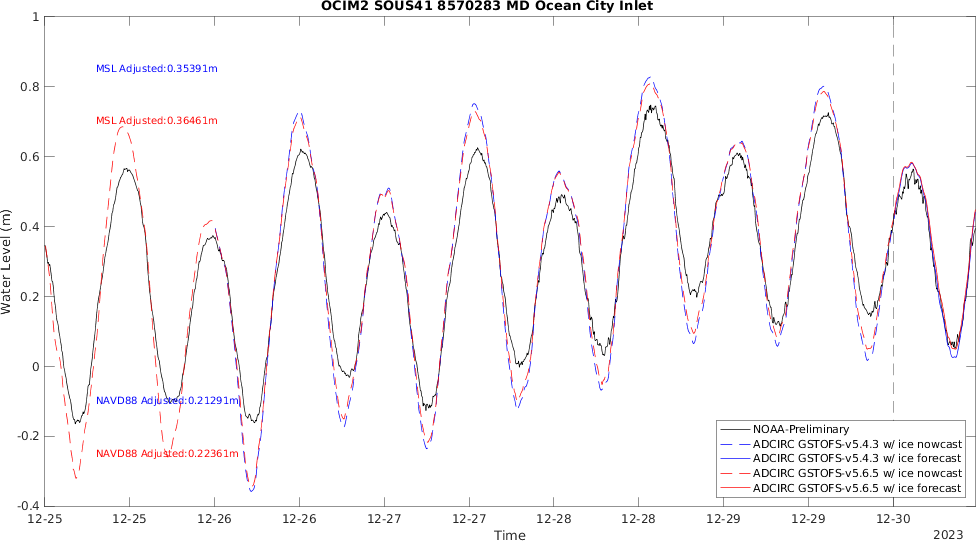 OCIM2 SOUS41 8570283 MD Ocean City Inlet
1
MSL Adjusted:0.35391m
0.8
MSL Adjusted:0.36461m
0.6
0.4
Water Level (m)
0.2
0
NAVD88 Adjusted:0.21291m
-0.2
NAVD88 Adjusted:0.22361m
-0.4
NOAA-Preliminary
ADCIRC GSTOFS-v5.4.3 w/ ice nowcast
ADCIRC GSTOFS-v5.4.3 w/ ice forecast
ADCIRC GSTOFS-v5.6.5 w/ ice nowcast
ADCIRC GSTOFS-v5.6.5 w/ ice forecast
12-25 12-25 12-26 12-26 12-27 12-27 12-28 12-28 12-29 12-29 12-30
Time
2023